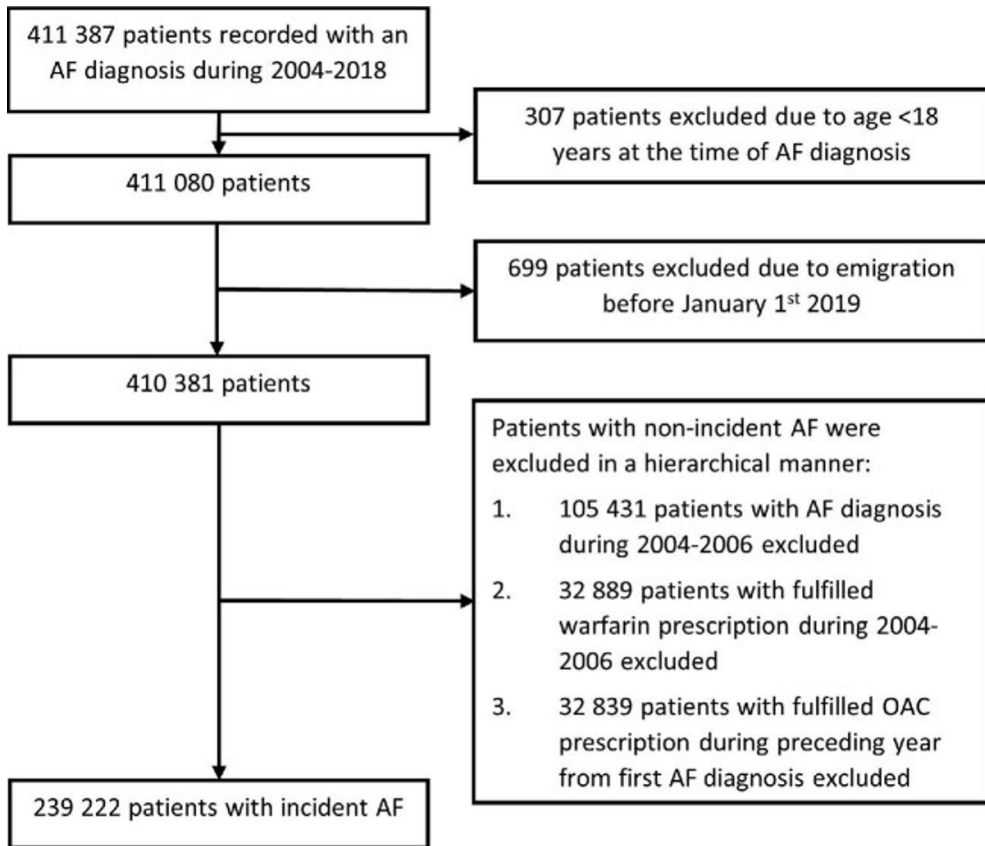 411 387 patients recorded with an
AF diagnosis during 2004-2018
307 patients excluded due to age <18
years at the time of AF diagnosis
411 080 patients
699 patients excluded due to emigration
before January 1st 2019
410 381 patients
Patients with non-incident AF were
excluded in a hierarchical manner:
1. 105 431 patients with AF diagnosis
during 2004-2006 excluded
2. 32 889 patients with fulfilled
warfarin prescription during 2004-
2006 excluded
3. 32 839 patients with fulfilled OAC
prescription during preceding year
from first AF diagnosis excluded
239 222 patients with incident AF